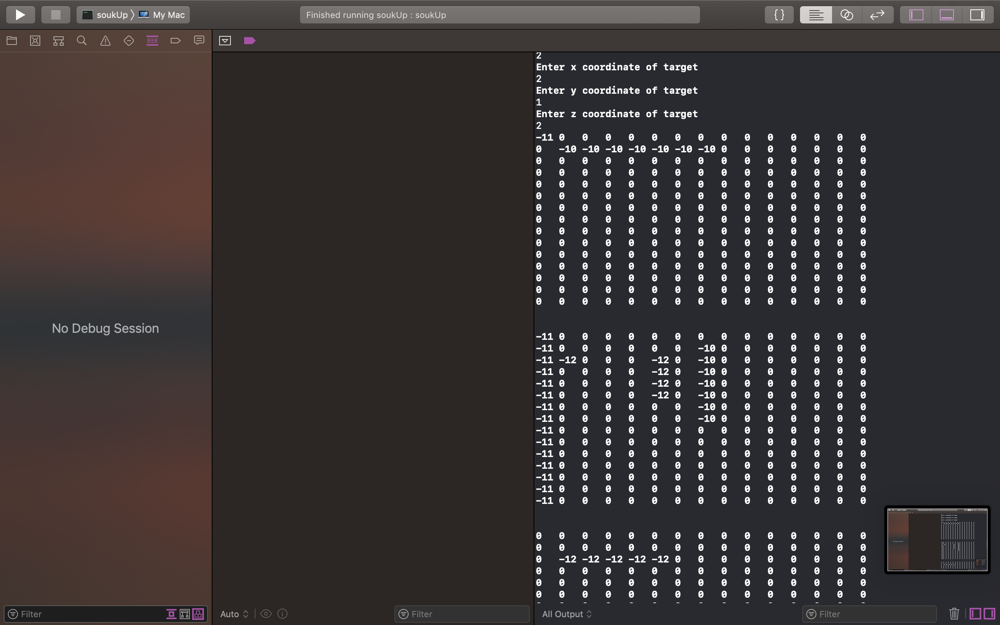 soukUp 〉 My Mac
Finished running soukUp : soukUp
No Debug Session
2
Enter x coordinate of target
2
Enter y coordinate of target
1
Enter z coordinate of target
2
-11 0 0 0 0 0 0 0 0 0 0 0 0 0 0
0 -10 -10 -10 -10 -10 -10 -10 0 0 0 0 0 0 0
0 0 0 0 0 0 0 0 0 0 0 0 0 0 0
0 0 0 0 0 0 0 0 0 0 0 0 0 0 0
0 0 0 0 0 0 0 0 0 0 0 0 0 0 0
0 0 0 0 0 0 0 0 0 0 0 0 0 0 0
0 0 0 0 0 0 0 0 0 0 0 0 0 0 0
0 0 0 0 0 0 0 0 0 0 0 0 0 0 0
0 0 0 0 0 0 0 0 0 0 0 0 0 0 0
0 0 0 0 0 0 0 0 0 0 0 0 0 0 0
0 0 0 0 0 0 0 0 0 0 0 0 0 0 0
0 0 0 0 0 0 0 0 0 0 0 0 0 0 0
0 0 0 0 0 0 0 0 0 0 0 0 0 0 0
0 0 0 0 0 0 0 0 0 0 0 0 0 0 0
0 0 0 0 0 0 0 0 0 0 0 0 0 0 0
-11 0 0 0 0 0 0 0 0 0 0 0 0 0 0
-11 0 0 0 0 0 0 -10 0 0 0 0 0 0 0
-11 -12 0 0 0 -12 0 -10 0 0 0 0 0 0 0
-11 0 0 0 0 -12 0 -10 0 0 0 0 0 0 0
-11 0 0 0 0 -12 0 -10 0 0 0 0 0 0 0
-11 0 0 0 0 -12 0 -10 0 0 0 0 0 0 0
-11 0 0 0 0 0 0 -10 0 0 0 0 0 0 0
-11 0 0 0 0 0 0 -10 0 0 0 0 0 0 0
-11 0 0 0 0 0 0 0 0 0 0 0 0 0 0
-11 0 0 0 0 0 0 0 0 0 0 0 0 0 0
-11 0 0 0 0 0 0 0 0 0 0 0 0 0 0
-11 0 0 0 0 0 0 0 0 0 0 0 0 0 0
-11 0 0 0 0 0 0 0 0 0 0 0 0 0 0
-11 0 0 0 0 0 0 0 0 0 0 0 0 0 0
-11 0 0 0 0 0 0 0 0 0 0 0 0 0 0
0 0 0 0 0 0 0 0 0 0 0 0 0 0 0
0 0 0 0 0 0 0 0 0 0 0 0 0 0 0
0 -12 -12 -12 -12 -12 0 0 0 0 0 0 0 0 0
0 0 0 0 0 0 0 0 0 0 0 0 0 0 0
0 0 0 0 0 0 0 0 0 0 0 0 0 0 0
0 0 0 0 0 0 0 0 0 0 0 0 0 0 0
Filter
Auto
Filter
All Output
Filter